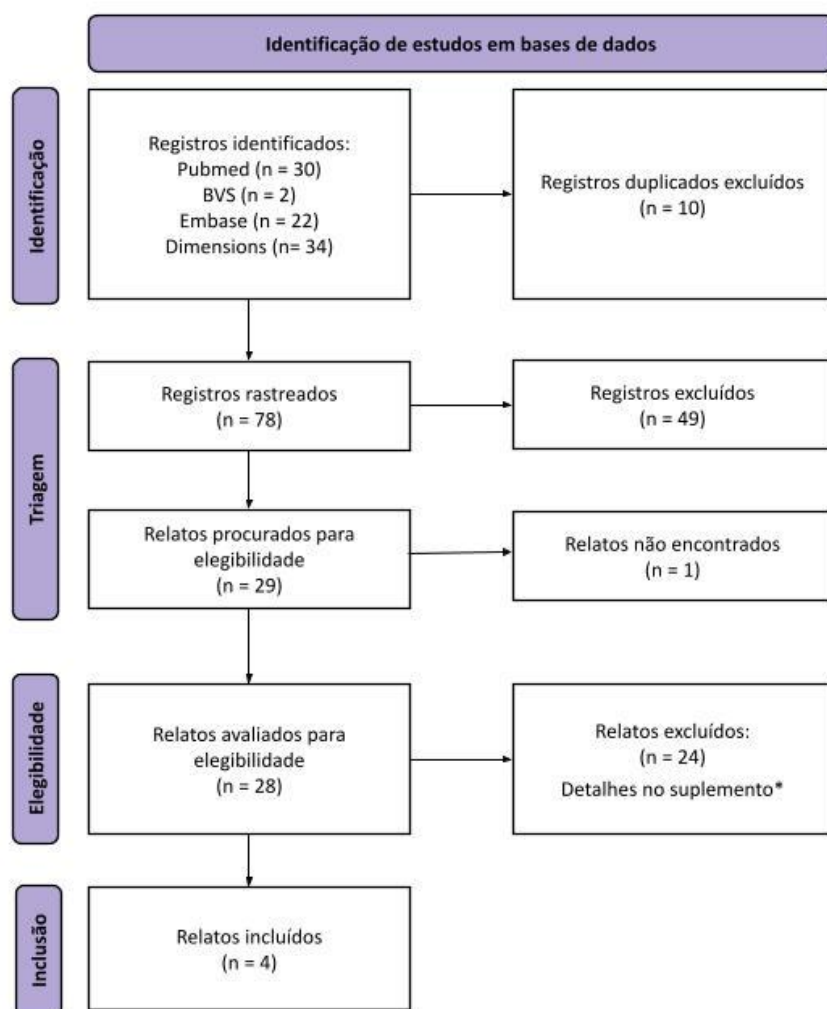 Identificação de estudos em bases de dados
Identificação
Registros identificados:
Pubmed (n = 30)
BVS (n = 2)
Embase (n = 22)
Dimensions (n= 34)
Registros duplicados excluídos
(n = 10)
Triagem
Registros rastreados
(n = 78)
Registros excluídos
(n = 49)
Relatos procurados para
elegibilidade
(n = 29)
Relatos não encontrados
(n = 1)
Elegibilidade
Relatos avaliados para
elegibilidade
(n = 28)
Relatos excluídos:
(n = 24)
Detalhes no suplemento*
Inclusão
Relatos incluídos
(n = 4)